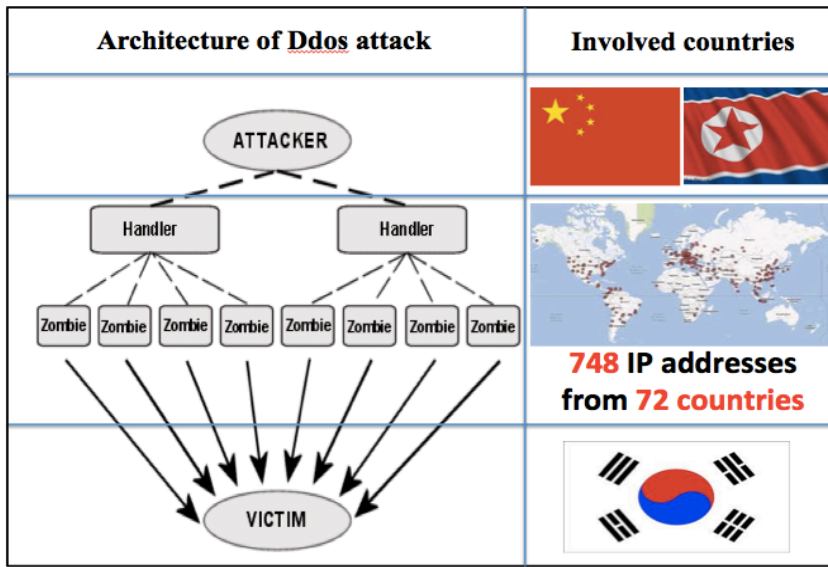 Architecture of Ddos attack
Involved countries
ATTACKER
Handler Handler
Zombie Zombie Zombie Zombie Zombie Zombie Zombie Zombie
748 IP addresses
from 72 countries
VICTIM